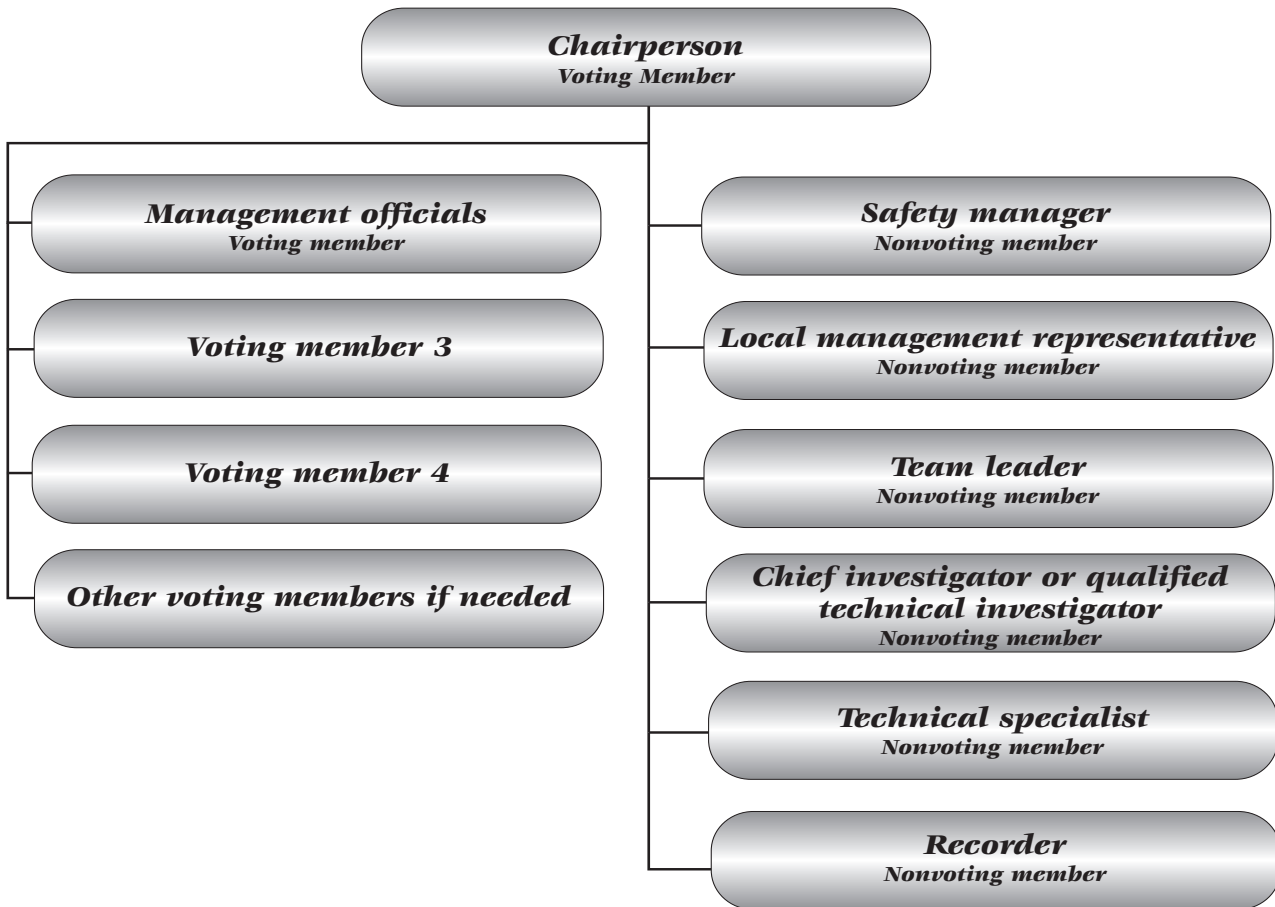 Chairperson
Voting Member
Management officials
Voting member
Voting member 3
Voting member 4
Other voting members if needed
Safety manager
Nonvoting member
Local management representative
Nonvoting member
Team leader
Nonvoting member
Chief investigator or qualified
technical investigator
Nonvoting member
Technical specialist
Nonvoting member
Recorder
Nonvoting member